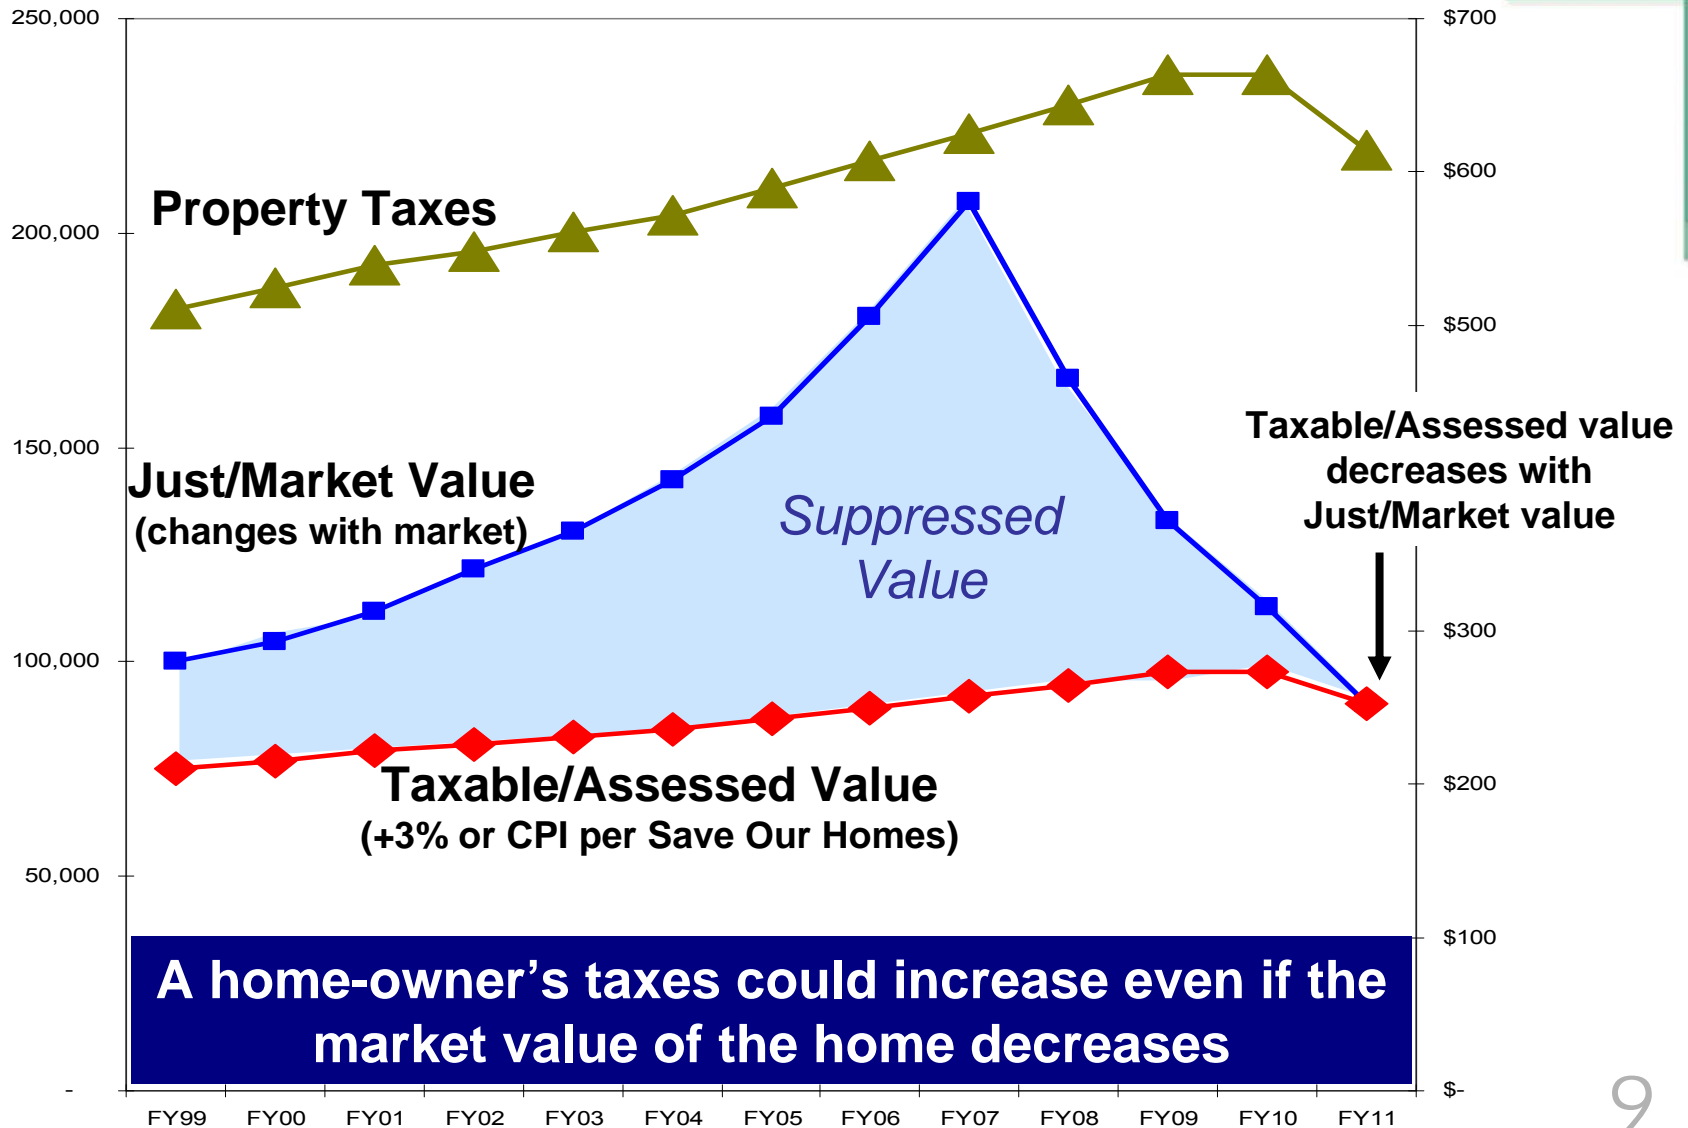 250,000
200,000
150,000
100,000
50,000
-
$700
$600
$500
$300
$200
$100
$-
Property Taxes
Just/Market Value
(changes with market)
Suppressed
Value
Taxable/Assessed value
decreases with
Just/Market value
Taxable/Assessed Value
(+3% or CPI per Save Our Homes)
A home-owner’s taxes could increase even if the
market value of the home decreases
FY99 FY00 FY01 FY02 FY03 FY04 FY05 FY06 FY07 FY08 FY09 FY10 FY11
9